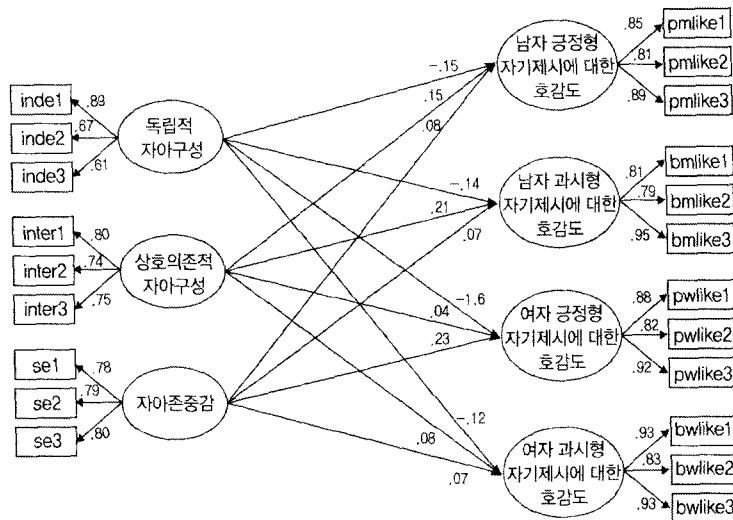 inde1
.89
inde2
.67
inde3
.61
독립적
자아구성
inter1
.80
inter2
.74
inter3
.75
상호의존적
자아구성
se1
.78
se2
.79
se3
.80
자아존중감
-.15
.15
.08
-.14
.21
.07
-1.6
.04
.23
-.12
.08
.07
남자 긍정형
자기제시에 대한
호감도
.85
pmlike1
.81
pmlike2
.89
pmlike3
남자 과시형
자기제시에 대한
호감도
.81
bmlike1
.79
bmlike2
.95
bmlike3
여자 긍정형
자기제시에 대한
호감도
.88
pwlike1
.82
pwlike2
.92
pwlike3
여자 과시형
자기제시에 대한
호감도
.93
bwlike1
.83
bwlike2
.93
bwlike3